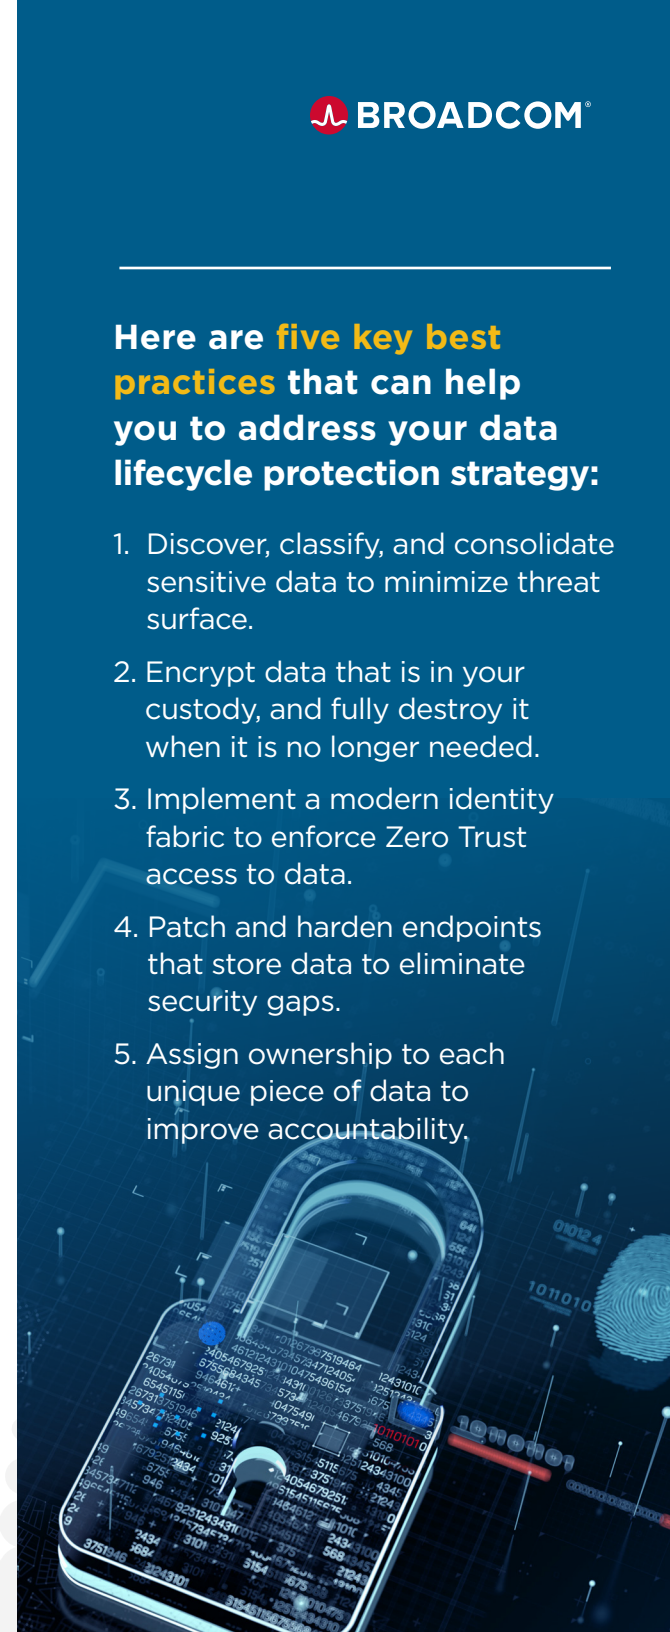 BROADCOM®
Here are five key best
practices that can help
you to address your data
lifecycle protection strategy:
1. Discover, classify, and consolidate
sensitive data to minimize threat
surface.
2. Encrypt data that is in your
custody, and fully destroy it
when it is no longer needed.
3. Implement a modern identity
fabric to enforce Zero Trust
access to data.
4. Patch and harden endpoints
that store data to eliminate
security gaps.
5. Assign ownership to each
unique piece of data to
improve accountability.